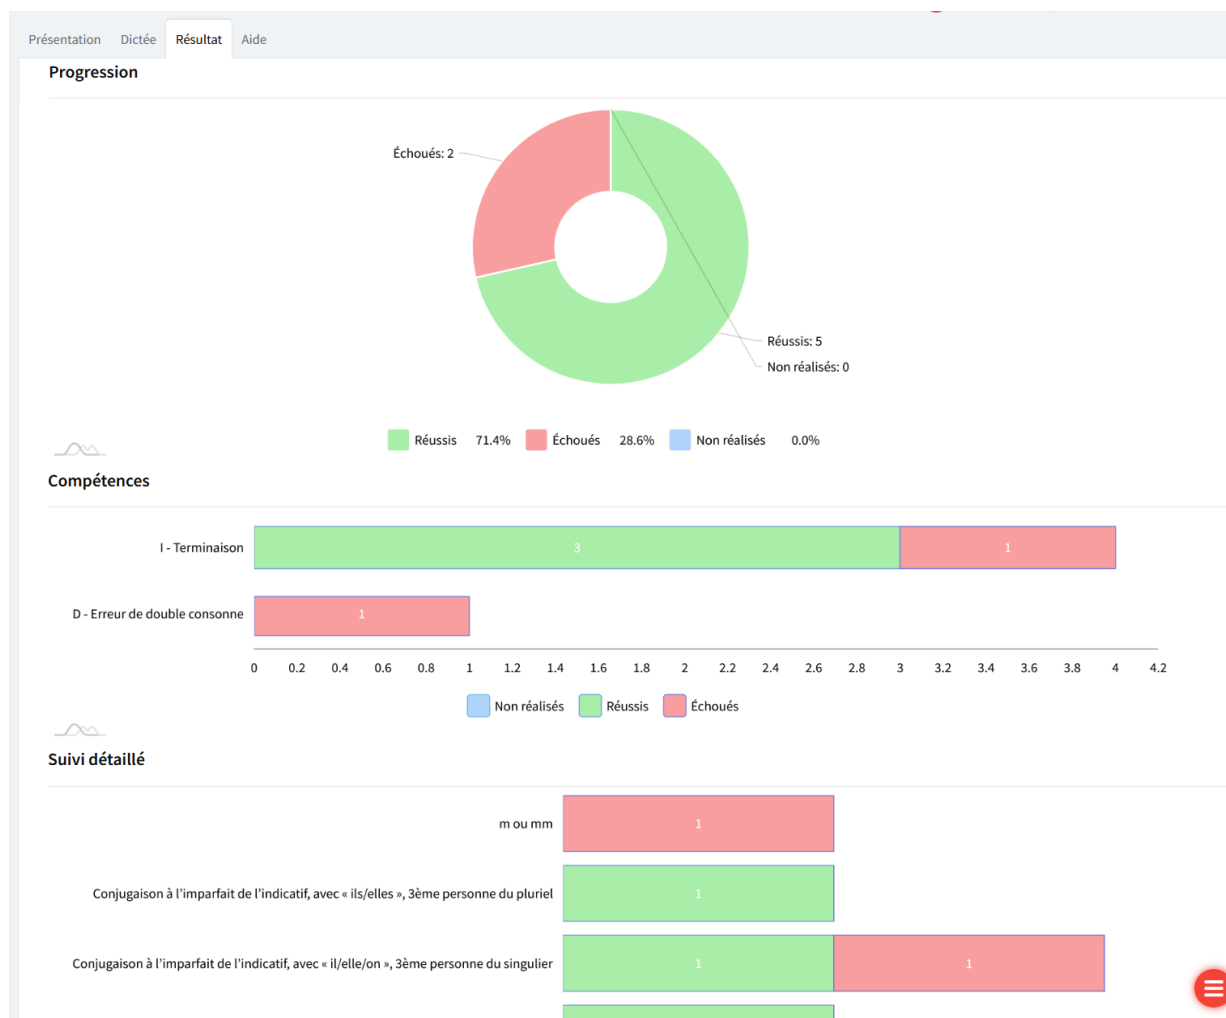 Présentation Dictée Résultat Aide
Progression
Échoués: 2
Réussis: 5
Non réalisés: 0
Réussis 71.4% Échoués 28.6% Non réalisés 0.0%
Compétences
I - Terminaison 3 1
D - Erreur de double consonne 1
0 0.2 0.4 0.6 0.8 1 1.2 1.4 1.6 1.8 2 2.2 2.4 2.6 2.8 3 3.2 3.4 3.6 3.8 4 4.2
Non réalisés Réussis Échoués
Suivi détaillé
m ou mm 1
Conjugaison à l'imparfait de l'indicatif, avec « ils/elles », 3ème personne du pluriel 1
Conjugaison à l'imparfait de l'indicatif, avec « il/elle/on », 3ème personne du singulier 1 1